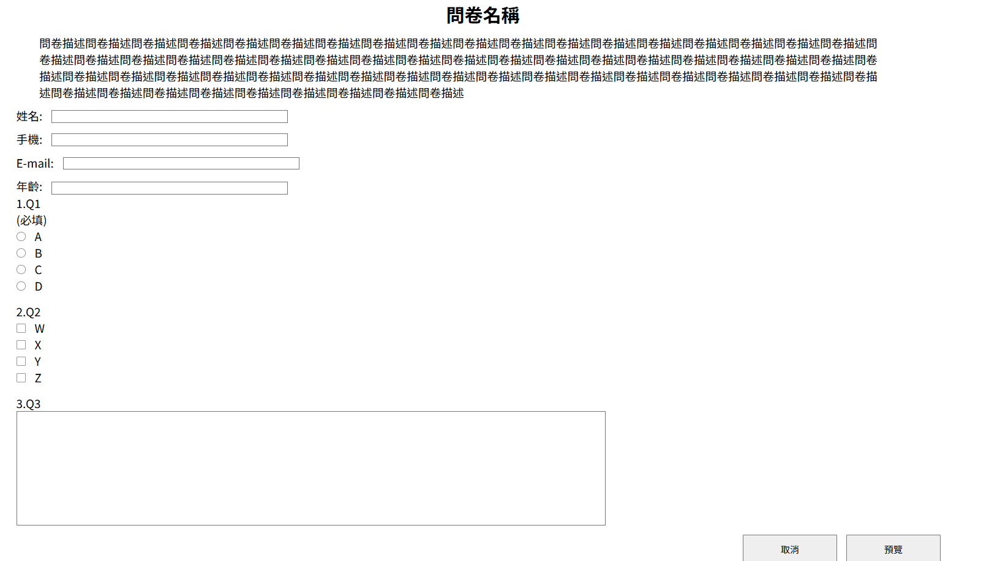 問卷名稱
問卷描述問卷描述問卷描述問卷描述問卷描述問卷描述問卷描述問卷描述問卷描述問卷描述問卷描述問卷描述問卷描述問卷描述問卷描述問卷描述問卷描述問卷描述問
卷描述問卷描述問卷描述問卷描述問卷描述問卷描述問卷描述問卷描述問卷描述問卷描述問卷描述問卷描述問卷描述問卷描述問卷描述問卷描述問卷描述問卷描述問卷
描述問卷描述問卷描述問卷描述問卷描述問卷描述問卷描述問卷描述問卷描述問卷描述問卷描述問卷描述問卷描述問卷描述問卷描述問卷描述問卷描述問卷描述問卷描
述問卷描述問卷描述問卷描述問卷描述問卷描述問卷描述問卷描述問卷描述問卷描述
姓名:
手機:
E-mail:
年齡:
1.Q1
(必填)
A
B
C
D
2.Q2
W
X
Y
Z
3.Q3
取消 預覽